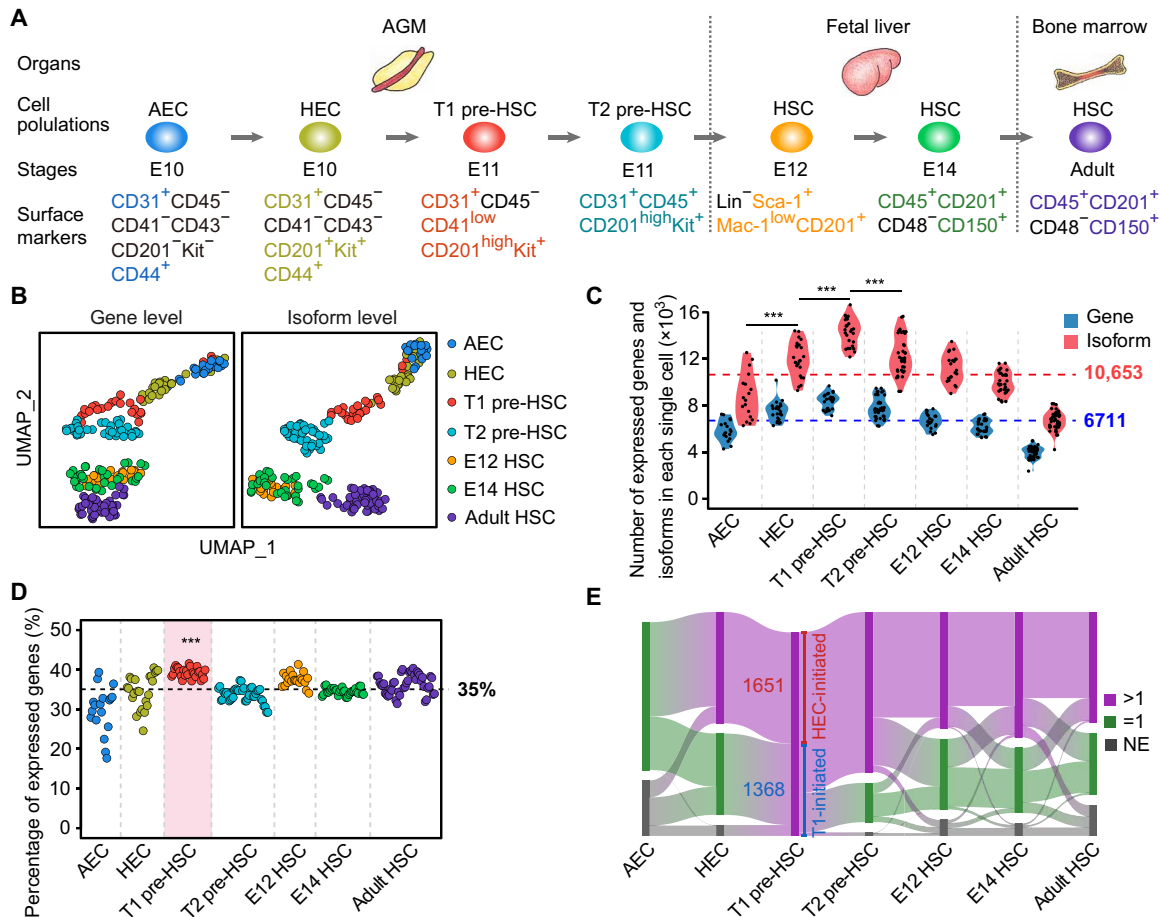 A
AGM
Fetal liver
Bone marrow
Organs
Cell
polulations
AEC
HEC
T1 pre-HSC
T2 pre-HSC
HSC
HSC
HSC
Stages
E10
E10
E11
E11
E12
E14
Adult
Surface
markers
CD31⁺CD45⁻
CD41⁻CD43⁻
CD201⁻Kit⁻
CD44⁺
CD31⁺CD45⁻
CD41⁻CD43⁻
CD201⁺Kit⁺
CD44⁺
CD31⁺CD45⁻
CD41ˡᵒʷ
CD201ʰⁱᵍʰKit⁺
CD31⁺CD45⁺
CD201ʰⁱᵍʰKit⁺
Lin⁻Sca-1⁺
Mac-1ˡᵒʷCD201⁺
CD45⁺CD201⁺
CD48⁻CD150⁺
CD45⁺CD201⁺
CD48⁻CD150⁺
B
Gene level
Isoform level
UMAP_2
UMAP_1
AEC
HEC
T1 pre-HSC
T2 pre-HSC
E12 HSC
E14 HSC
Adult HSC
C
Number of expressed genes and
isoforms in each single cell (×10³)
16
12
8
4
0
***
***
***
Gene
Isoform
10,653
6711
AEC
HEC
T1 pre-HSC
T2 pre-HSC
E12 HSC
E14 HSC
Adult HSC
D
Percentage of expressed genes (%)
50
40
30
20
10
0
***
35%
AEC
HEC
T1 pre-HSC
T2 pre-HSC
E12 HSC
E14 HSC
Adult HSC
E
1651
HEC-initiated
1368
T1-initiated
>1
=1
NE
AEC
HEC
T1 pre-HSC
T2 pre-HSC
E12 HSC
E14 HSC
Adult HSC